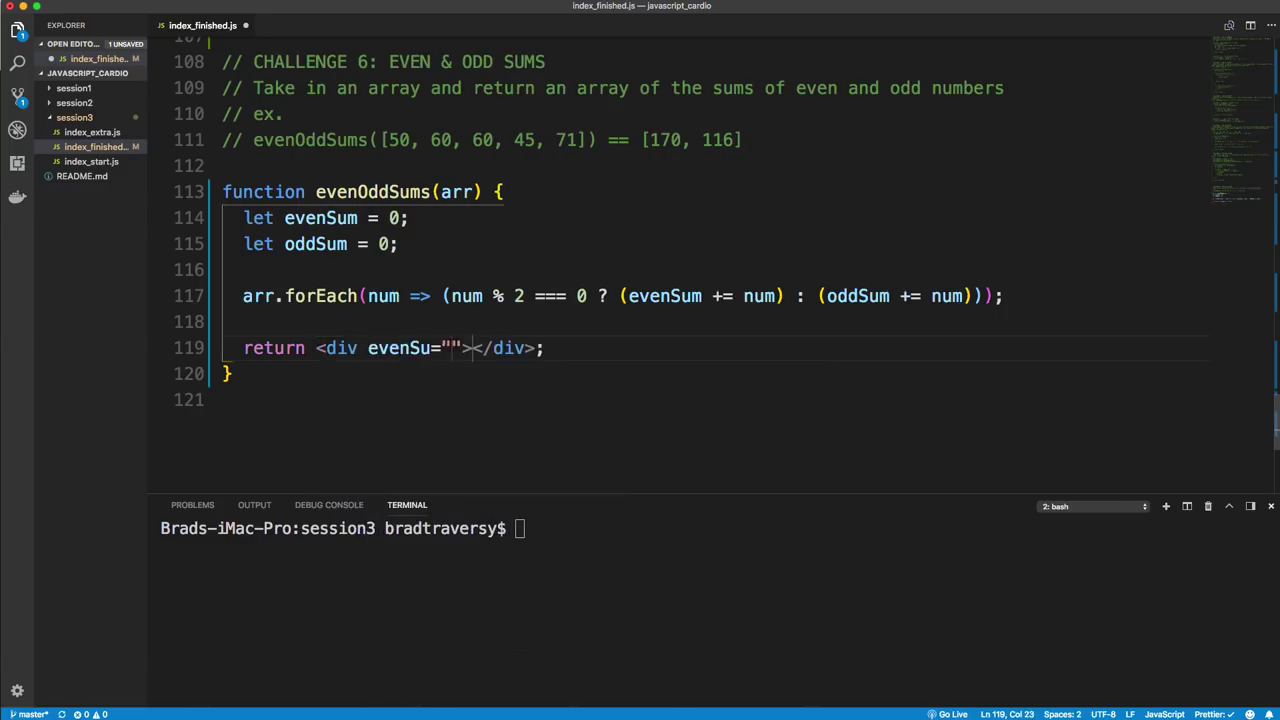 index_finished.js — javascript_cardio
EXPLORER
index_finished.js
OPEN EDITO... 1 UNSAVED
index_finishe... M
JAVASCRIPT_CARDIO
session1
session2
session3
index_extra.js
index_finished... M
index_start.js
README.md
1
2
107
108 // CHALLENGE 6: EVEN & ODD SUMS
109 // Take in an array and return an array of the sums of even and odd numbers
110 // ex.
111 // evenOddSums([50, 60, 60, 45, 71]) == [170, 116]
112
113 function evenOddSums(arr) {
114 let evenSum = 0;
115 let oddSum = 0;
116
117 arr.forEach(num => (num % 2 === 0 ? (evenSum += num) : (oddSum += num)));
118
119 return <div evenSu=""></div>;
120 }
121
PROBLEMS OUTPUT DEBUG CONSOLE TERMINAL 2: bash
Brads-iMac-Pro:session3 bradtraversy$
master* 0 0 Go Live Ln 119, Col 23 Spaces: 2 UTF-8 LF JavaScript Prettier: ✓